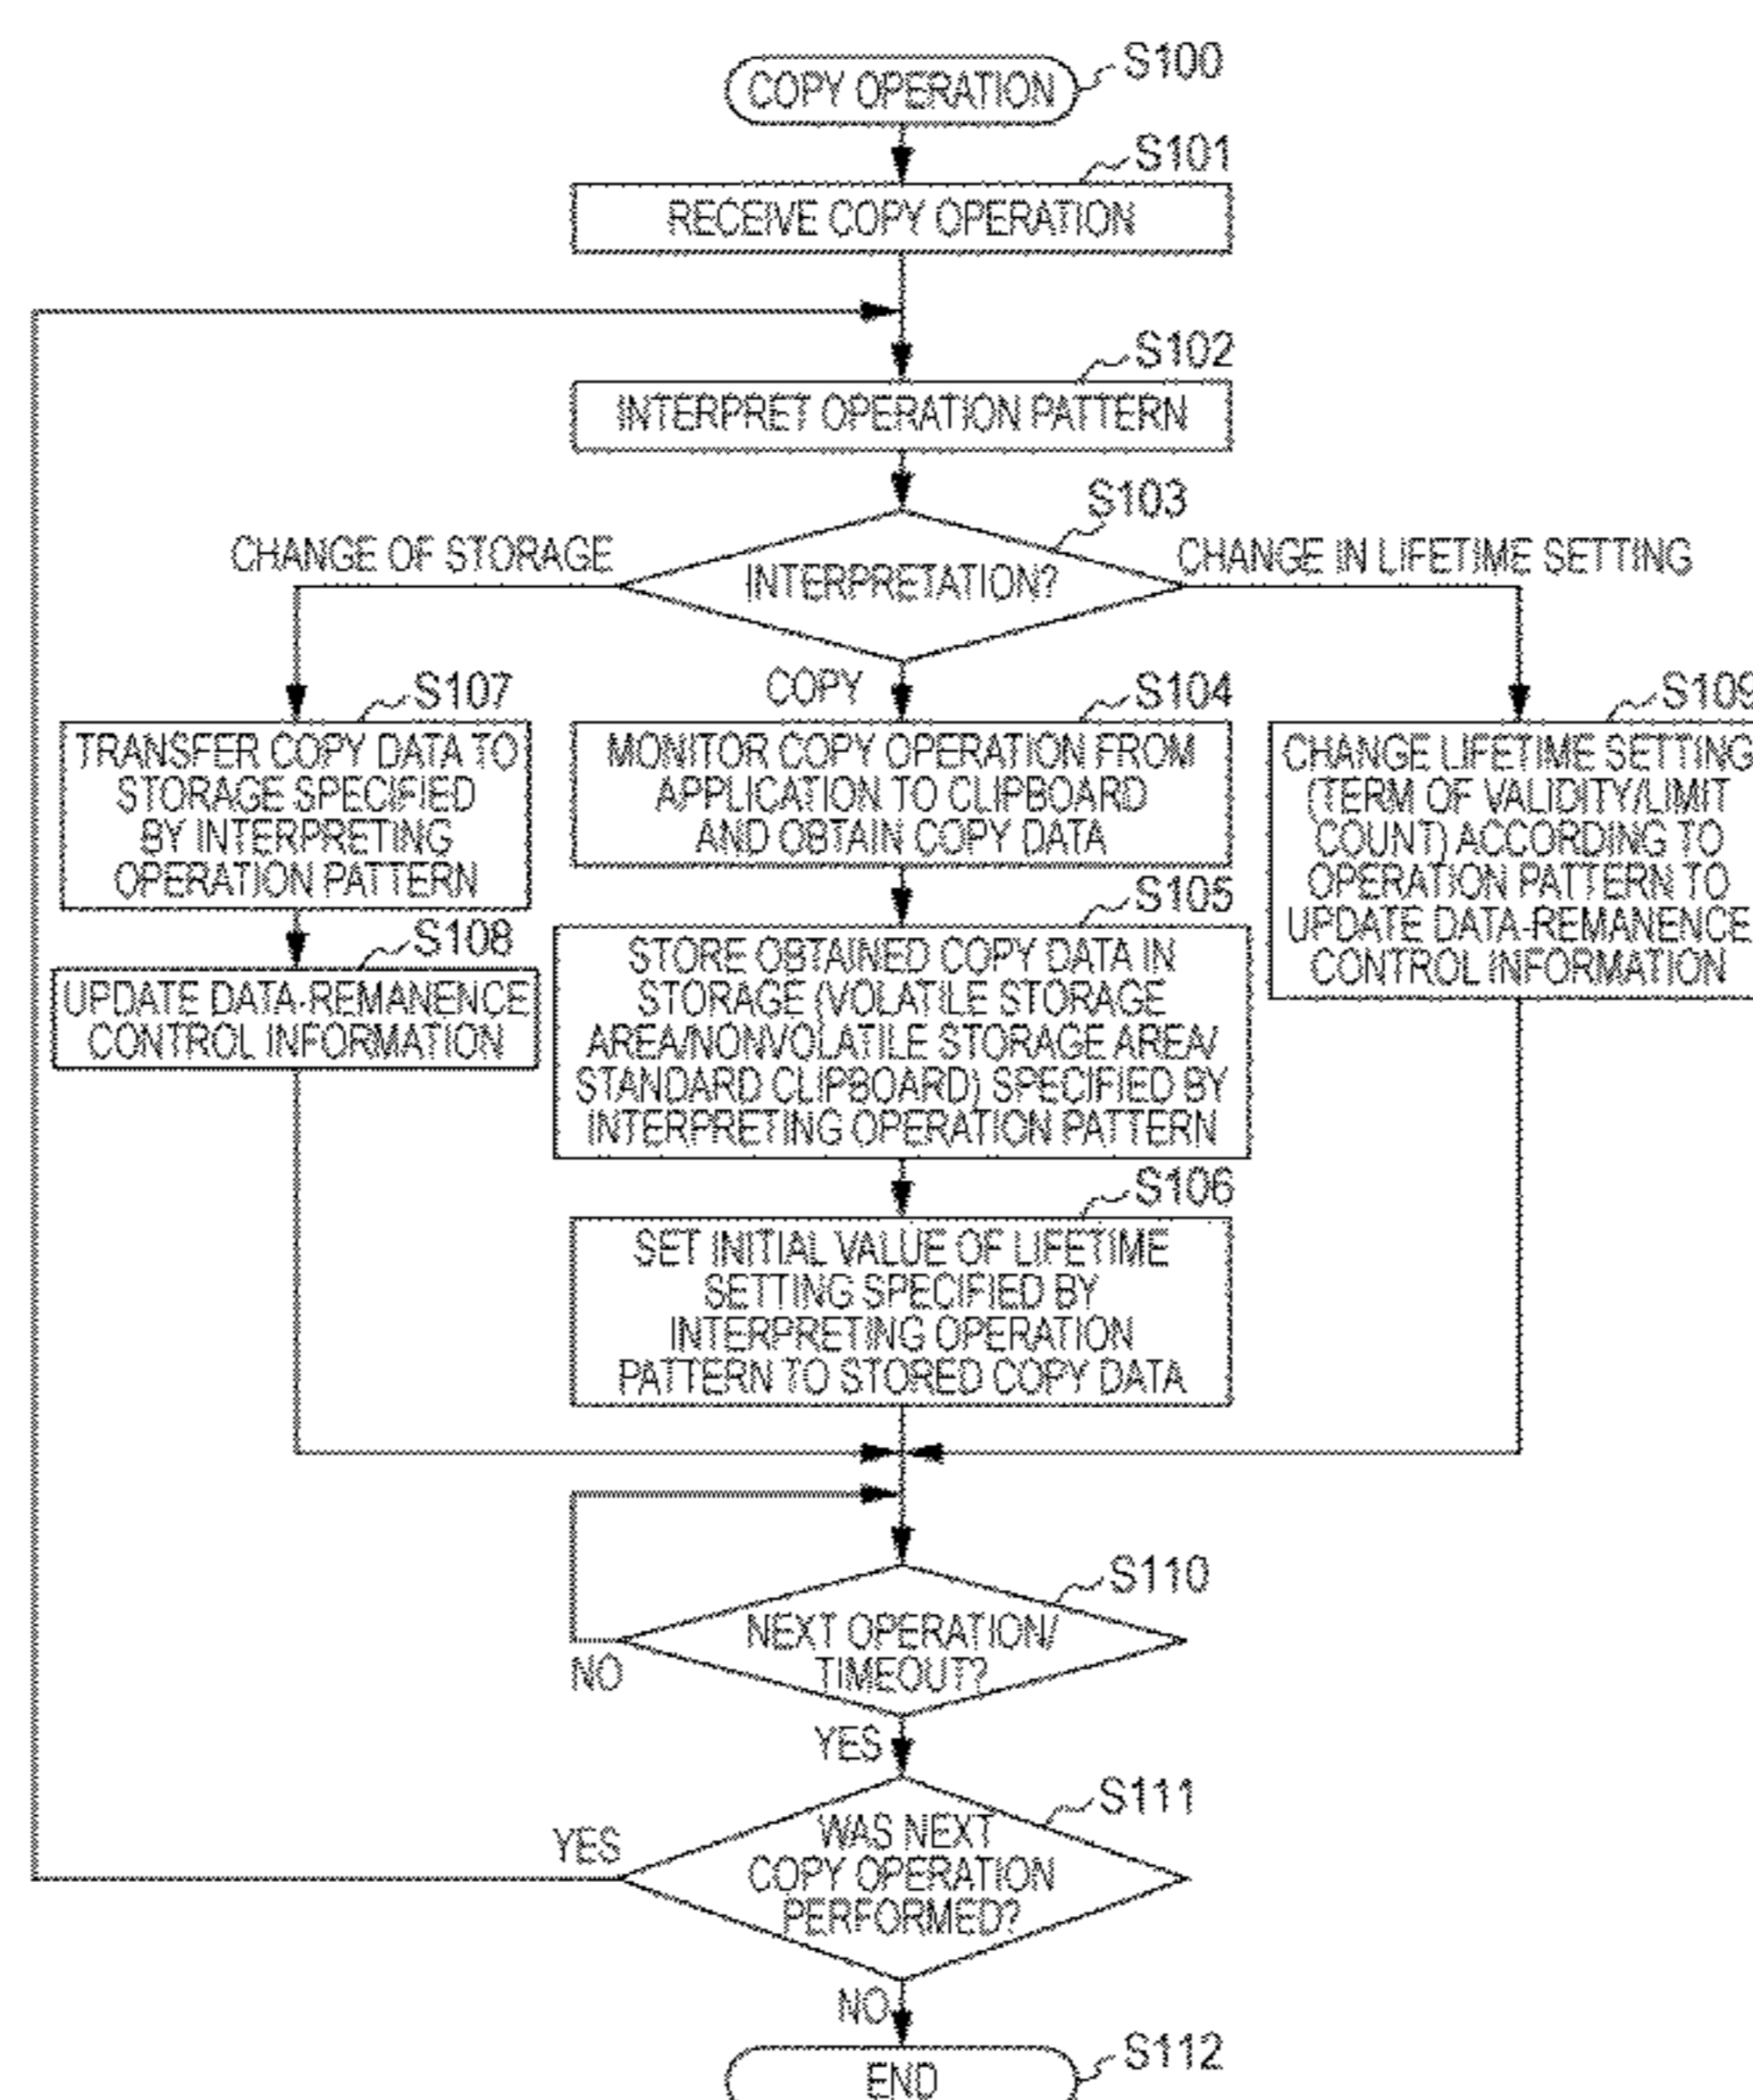 COPY OPERATION
S100
S101
RECEIVE COPY OPERATION
S102
INTERPRET OPERATION PATTERN
S103
INTERPRETATION?
CHANGE OF STORAGE
CHANGE IN LIFETIME SETTING
COPY
S107
TRANSFER COPY DATA TO
STORAGE SPECIFIED
BY INTERPRETING
OPERATION PATTERN
S108
UPDATE DATA-REMANENCE
CONTROL INFORMATION
S104
MONITOR COPY OPERATION FROM
APPLICATION TO CLIPBOARD
AND OBTAIN COPY DATA
S105
STORE OBTAINED COPY DATA IN
STORAGE (VOLATILE STORAGE
AREA/NONVOLATILE STORAGE AREA/
STANDARD CLIPBOARD) SPECIFIED BY
INTERPRETING OPERATION PATTERN
S106
SET INITIAL VALUE OF LIFETIME
SETTING SPECIFIED BY
INTERPRETING OPERATION
PATTERN TO STORED COPY DATA
S109
CHANGE LIFETIME SETTING
(TERM OF VALIDITY/LIMIT
COUNT) ACCORDING TO
OPERATION PATTERN TO
UPDATE DATA-REMANENCE
CONTROL INFORMATION
S110
NEXT OPERATION/
TIMEOUT?
NO
YES
S111
WAS NEXT
COPY OPERATION
PERFORMED?
YES
NO
S112
END